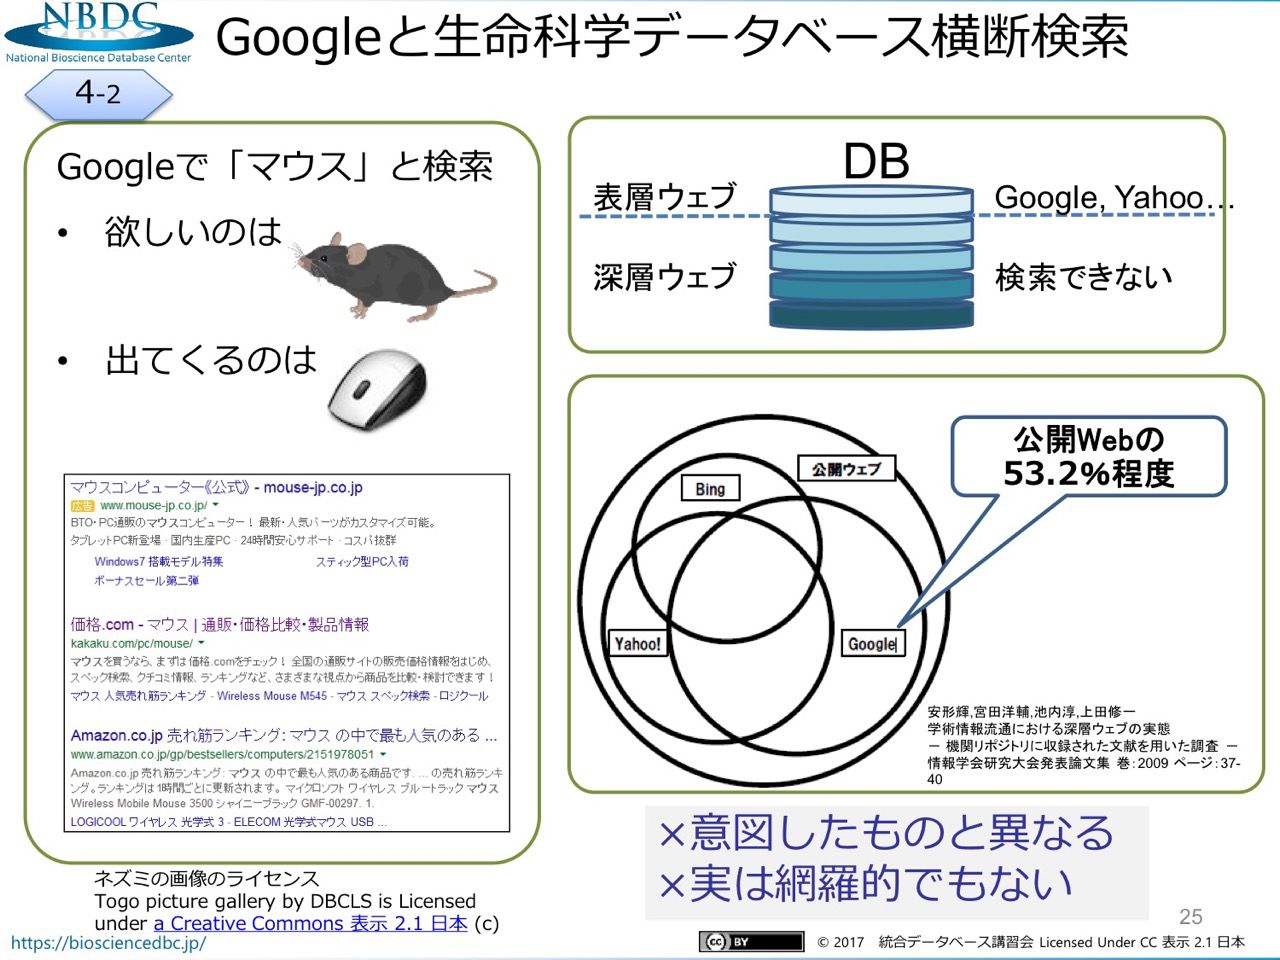 NBDC
National Bioscience Database Center
Googleと生命科学データベース横断検索
4-2
Googleで「マウス」と検索
• 欲しいのは
• 出てくるのは
マウスコンピューター《公式》 - mouse-jp.co.jp
広告 www.mouse-jp.co.jp/
BTO・PC通販のマウスコンピューター！ 最新・人気パーツがカスタマイズ可能。
タブレットPC新登場 - 国内生産PC - 24時間安心サポート - コスパ抜群
Windows7 搭載モデル特集 スティック型PC入荷
ボーナスセール第二弾
価格.com - マウス | 通販・価格比較・製品情報
kakaku.com/pc/mouse/
マウスを買うなら、まずは価格.comをチェック！ 全国の通販サイトの販売価格情報をはじめ、
スペック検索、クチコミ情報、ランキングなど、さまざまな視点から商品を比較・検討できます！
マウス 人気売れ筋ランキング - Wireless Mouse M545 - マウス スペック検索 - ロジクール
Amazon.co.jp 売れ筋ランキング: マウス の中で最も人気のある ...
www.amazon.co.jp/gp/bestsellers/computers/2151978051
Amazon.co.jp 売れ筋ランキング: マウス の中で最も人気のある商品です. ... の売れ筋ランキ
ング。ランキングは1時間ごとに更新されます。 マイクロソフト ワイヤレス ブルートラック マウス
Wireless Mobile Mouse 3500 シャイニーブラック GMF-00297. 1.
LOGICOOL ワイヤレス 光学式 3 - ELECOM 光学式マウス USB ...
ネズミの画像のライセンス
Togo picture gallery by DBCLS is Licensed
under a Creative Commons 表示 2.1 日本 (c)
https://biosciencedbc.jp/
DB
表層ウェブ Google, Yahoo…
深層ウェブ 検索できない
公開Webの
53.2%程度
公開ウェブ
Bing
Yahoo!
Google
安形輝,宮田洋輔,池内淳,上田修一
学術情報流通における深層ウェブの実態
－ 機関リポジトリに収録された文献を用いた調査 －
情報学会研究大会発表論文集 巻：2009 ページ：37-
40
×意図したものと異なる
×実は網羅的でもない
25
cc BY
© 2017 統合データベース講習会 Licensed Under CC 表示 2.1 日本